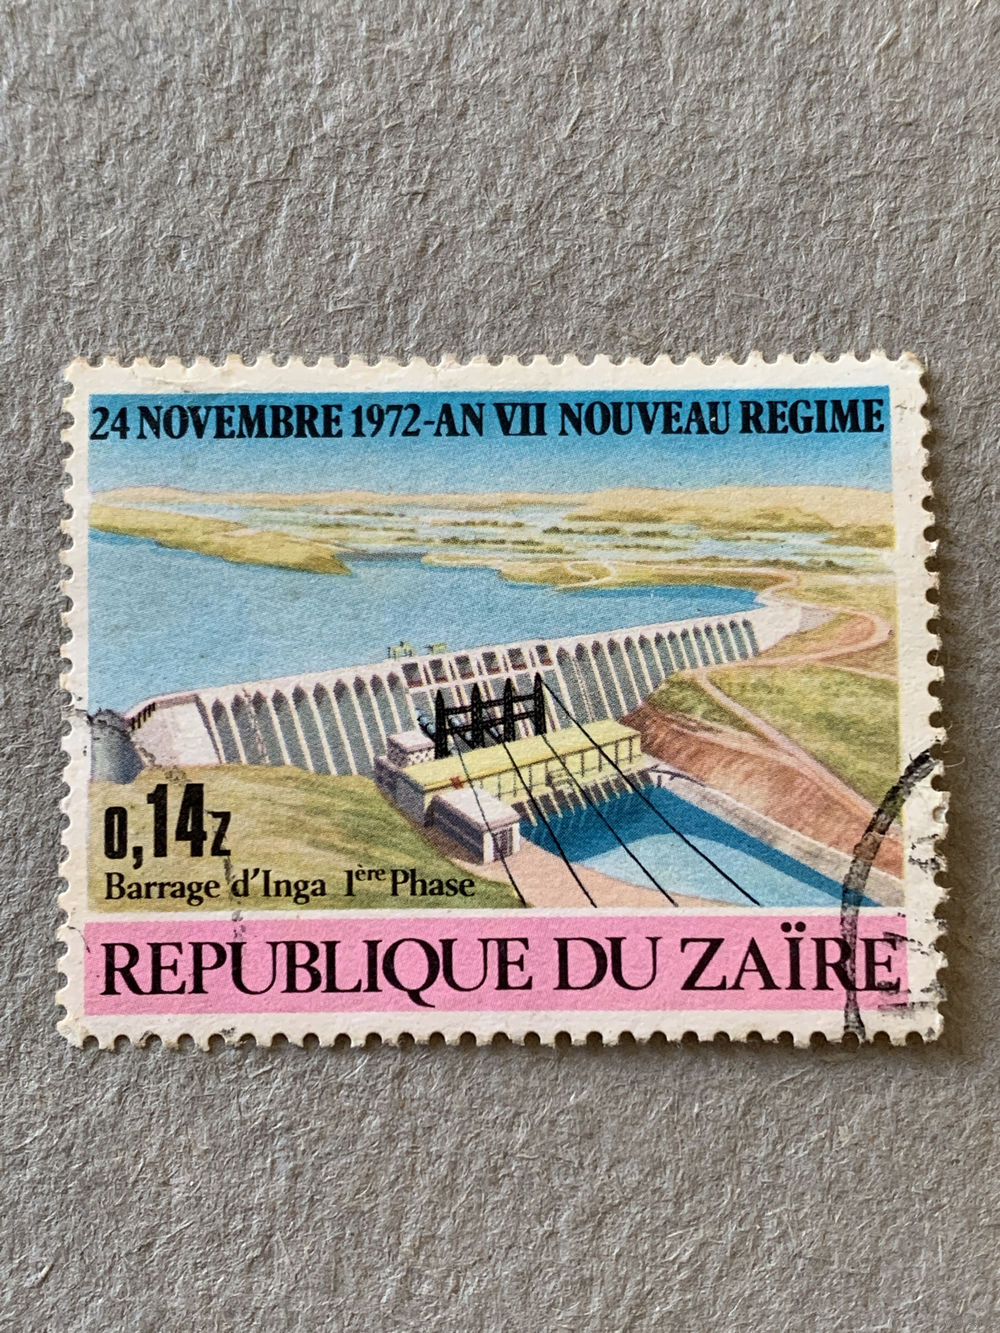 24 NOVEMBRE 1972-AN VII NOUVEAU REGIME
0,14Z
Barrage d'Inga 1ère Phase
REPUBLIQUE DU ZAÏRE